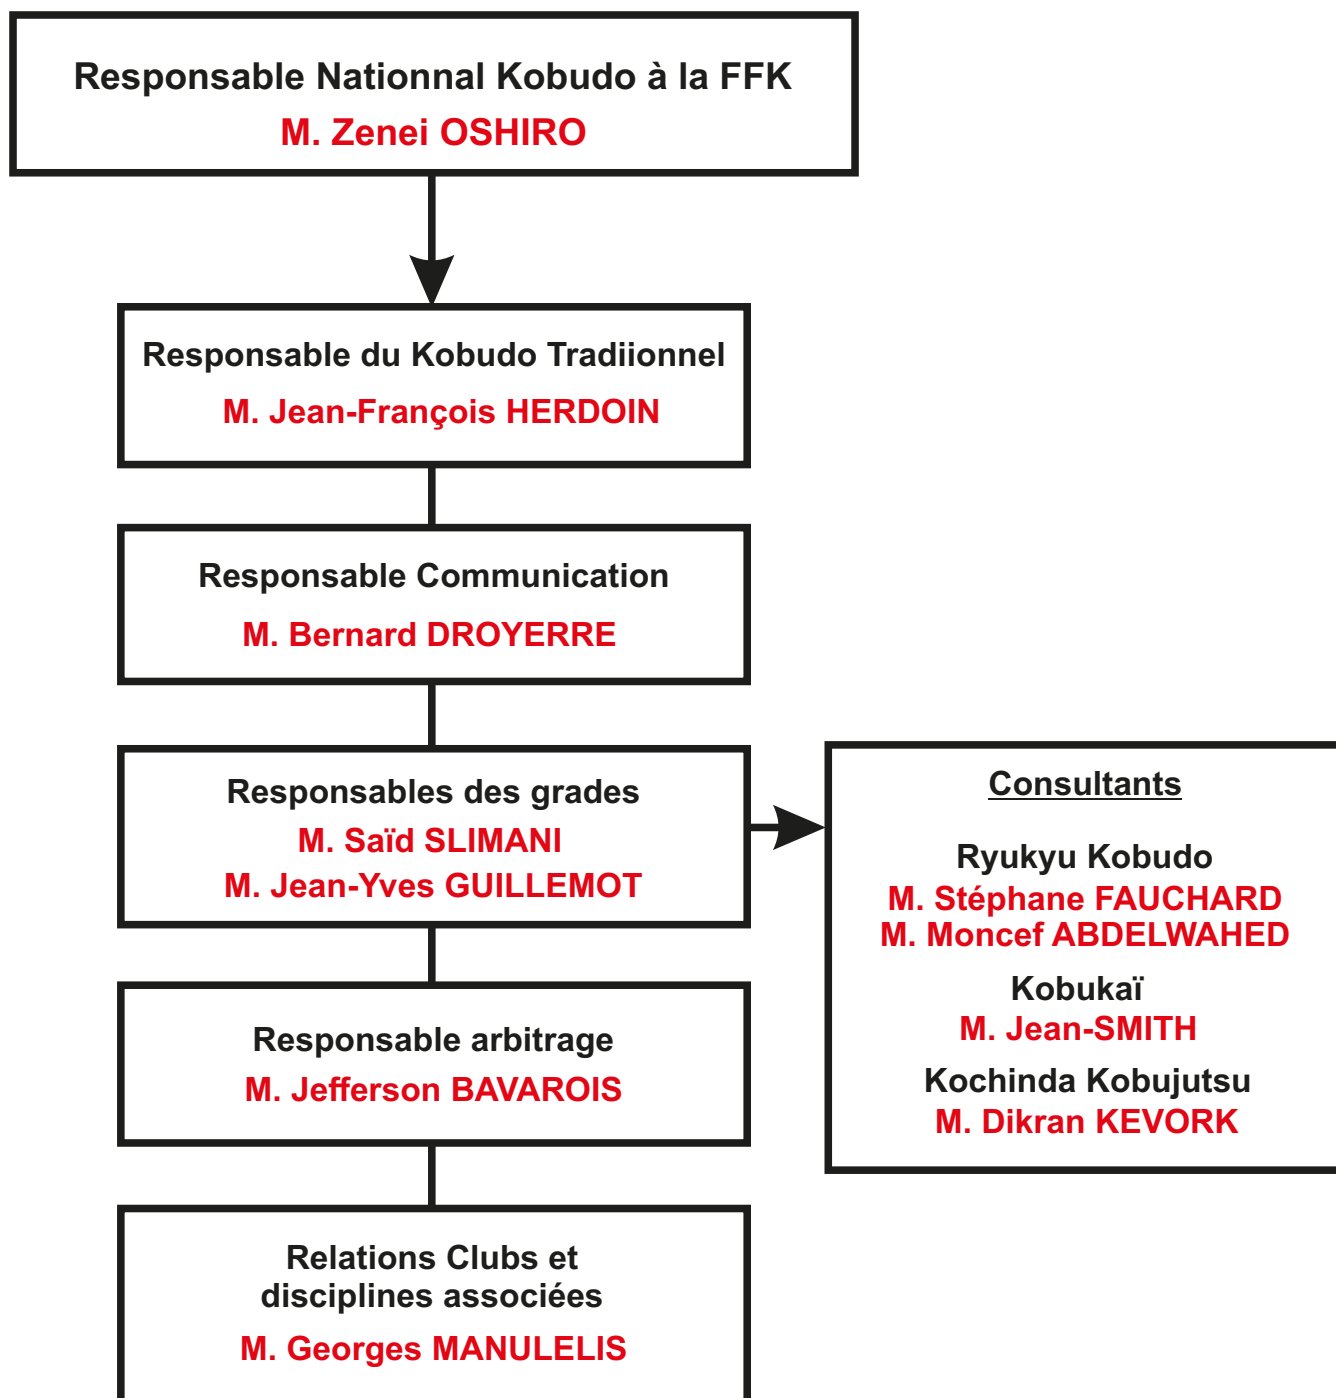 Responsable Nationnal Kobudo à la FFK
M. Zenei OSHIRO
Responsable du Kobudo Tradiionnel
M. Jean-François HERDOIN
Responsable Communication
M. Bernard DROYERRE
Responsables des grades
M. Saïd SLIMANI
M. Jean-Yves GUILLEMOT
Consultants
Ryukyu Kobudo
M. Stéphane FAUCHARD
M. Moncef ABDELWAHED
Kobukaï
M. Jean-SMITH
Kochinda Kobujutsu
M. Dikran KEVORK
Responsable arbitrage
M. Jefferson BAVAROIS
Relations Clubs et
disciplines associées
M. Georges MANULELIS